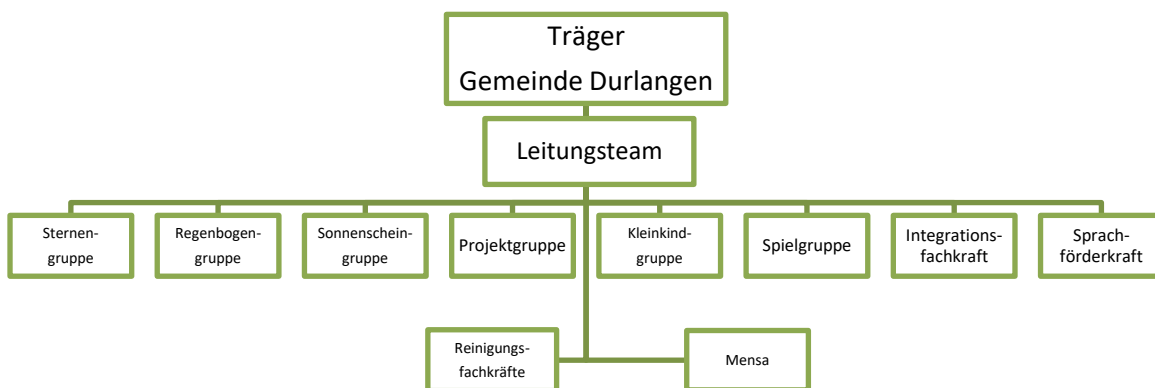 Träger
Gemeinde Durlangen
Leitungsteam
Sternen-
gruppe
Regenbogen-
gruppe
Sonnenschein-
gruppe
Projektgruppe
Kleinkind-
gruppe
Spielgruppe
Integrations-
fachkraft
Sprach-
förderkraft
Reinigungs-
fachkräfte
Mensa